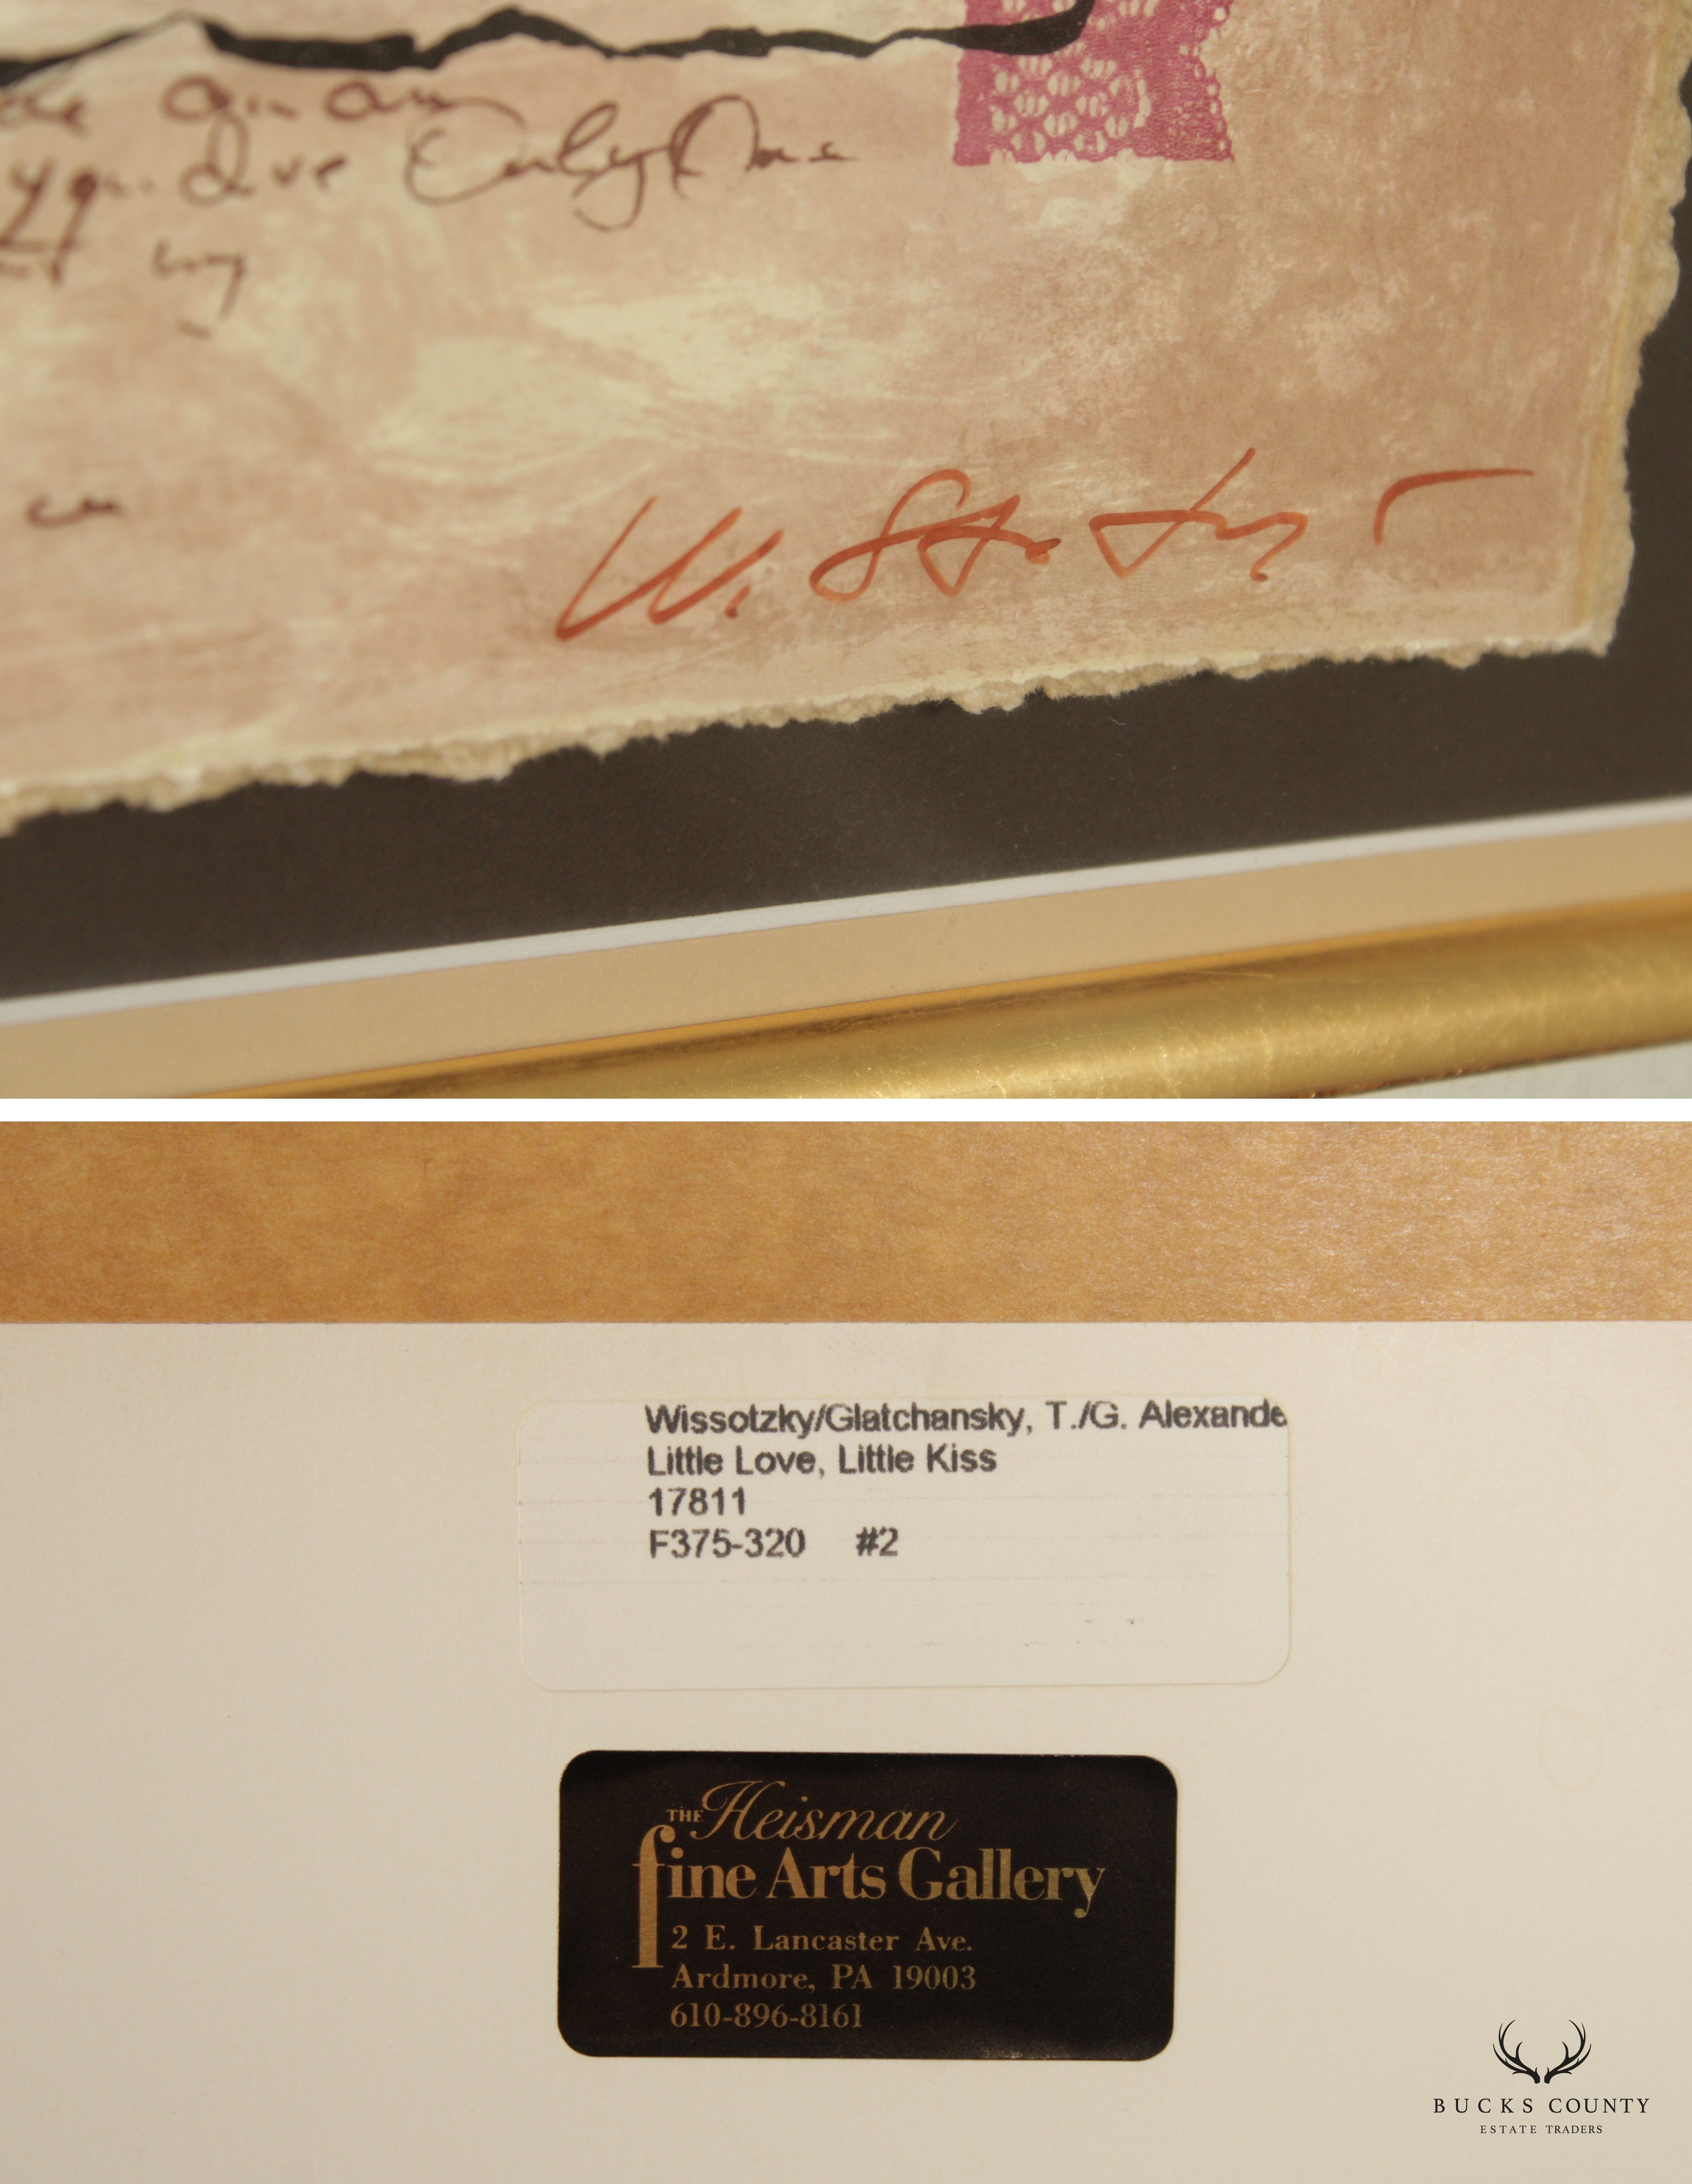 Wissotzky/Glatchansky, T./G. Alexande
Little Love, Little Kiss
17811
F375-320 #2
THE Heisman
fine Arts Gallery
2 E. Lancaster Ave.
Ardmore, PA 19003
610-896-8161
BUCKS COUNTY
ESTATE TRADERS